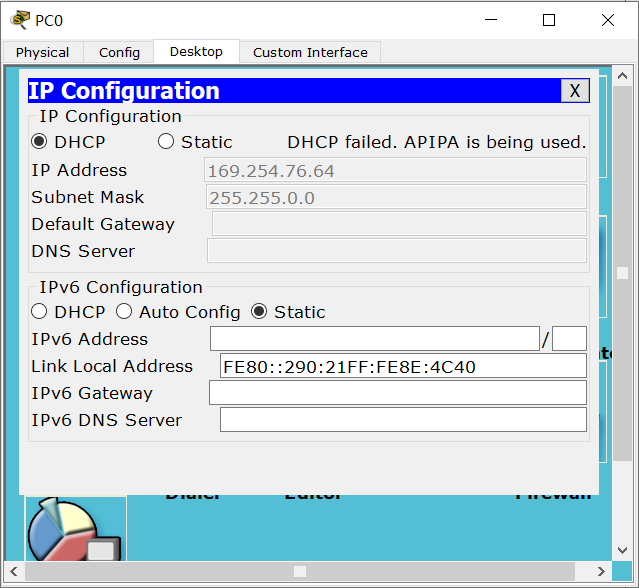 PC0
Physical Config Desktop Custom Interface
IP Configuration X
IP Configuration
DHCP Static DHCP failed. APIPA is being used.
IP Address 169.254.76.64
Subnet Mask 255.255.0.0
Default Gateway
DNS Server
IPv6 Configuration
DHCP Auto Config Static
IPv6 Address /
Link Local Address FE80::290:21FF:FE8E:4C40
IPv6 Gateway
IPv6 DNS Server
Dialer Editor Firewall